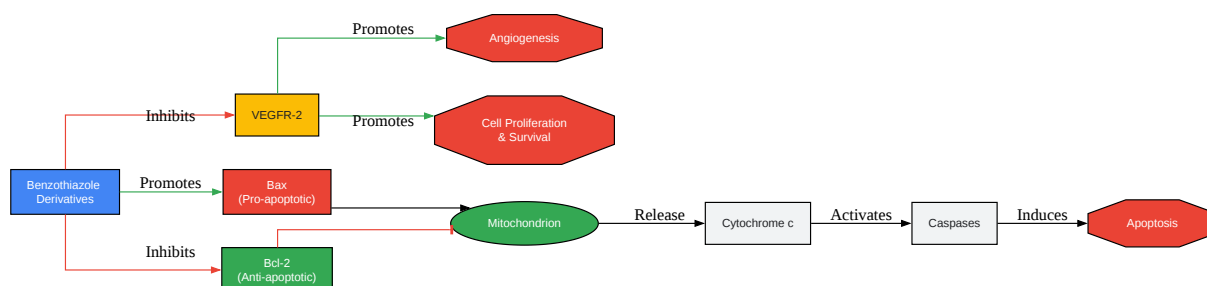 Promotes
Angiogenesis
Inhibits
VEGFR-2
Promotes
Cell Proliferation
& Survival
Benzothiazole
Derivatives
Promotes
Bax
(Pro-apoptotic)
Mitochondrion
Release
Cytochrome c
Activates
Caspases
Induces
Apoptosis
Inhibits
Bcl-2
(Anti-apoptotic)